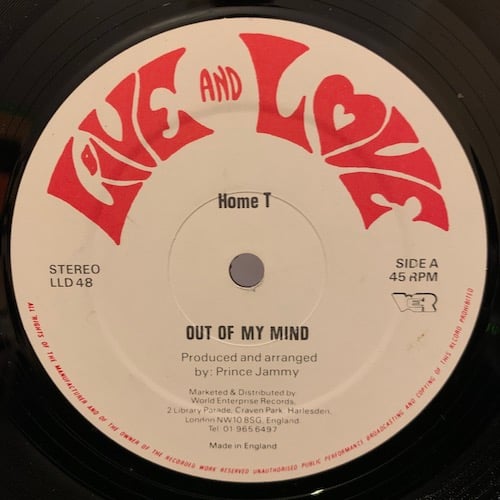 LIVE AND LOVE
Home T
STEREO
LLD 48
SIDE A
45 RPM
WER
OUT OF MY MIND
Produced and arranged
by: Prince Jammy
Marketed & Distributed by
World Enterprise Records,
2 Library Parade, Craven Park, Harlesden,
London NW10 8SG, England.
Tel: 01-965 6497
Made in England
ALL RIGHTS OF THE MANUFACTURER AND OF THE OWNER OF THE RECORDED WORK RESERVED UNAUTHORISED PUBLIC PERFORMANCE BROADCASTING AND COPYING OF THIS RECORD PROHIBITED